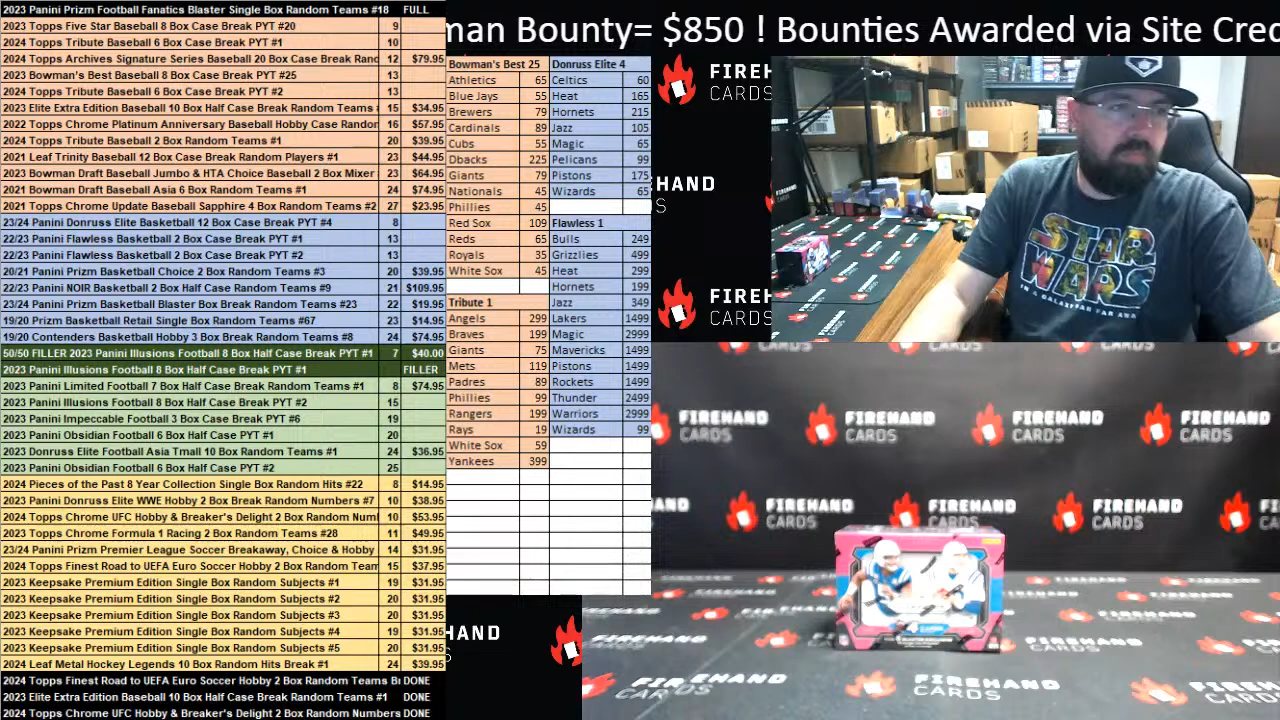 2023 Panini Prizm Football Fanatics Blaster Single Box Random Teams #18 FULL
2023 Topps Five Star Baseball 8 Box Case Break PYT #20 9
2024 Topps Tribute Baseball 6 Box Case Break PYT #1 10
2024 Topps Archives Signature Series Baseball 20 Box Case Break Ranc 12 $79.95
2023 Bowman's Best Baseball 8 Box Case Break PYT #25 13
2024 Topps Tribute Baseball 6 Box Case Break PYT #2 13
2023 Elite Extra Edition Baseball 10 Box Half Case Break Random Teams 15 $34.95
2022 Topps Chrome Platinum Anniversary Baseball Hobby Case Randor 16 $57.95
2024 Topps Tribute Baseball 2 Box Random Teams #1 20 $39.95
2021 Leaf Trinity Baseball 12 Box Case Break Random Players #1 23 $44.95
2023 Bowman Draft Baseball Jumbo & HTA Choice Baseball 2 Box Mixer 23 $64.95
2021 Bowman Draft Baseball Asia 6 Box Random Teams #1 24 $74.95
2021 Topps Chrome Update Baseball Sapphire 4 Box Random Teams #2 27 $23.95
23/24 Panini Donruss Elite Basketball 12 Box Case Break PYT #4 8
22/23 Panini Flawless Basketball 2 Box Case Break PYT #1 13
22/23 Panini Flawless Basketball 2 Box Case Break PYT #2 13
20/21 Panini Prizm Basketball Choice 2 Box Random Teams #3 20 $39.95
22/23 Panini NOIR Basketball 2 Box Half Case Random Teams #9 21 $109.95
23/24 Panini Prizm Basketball Blaster Box Break Random Teams #23 22 $19.95
19/20 Prizm Basketball Retail Single Box Random Teams #67 23 $14.95
19/20 Contenders Basketball Hobby 3 Box Break Random Teams #8 24 $74.95
50/50 FILLER 2023 Panini Illusions Football 8 Box Half Case Break PYT #1 7 $40.00
2023 Panini Illusions Football 8 Box Half Case Break PYT #1 FILLER
2023 Panini Limited Football 7 Box Half Case Break Random Teams #1 8 $74.95
2023 Panini Illusions Football 8 Box Half Case Break PYT #2 15
2023 Panini Impeccable Football 3 Box Case Break PYT #6 19
2023 Panini Obsidian Football 6 Box Half Case PYT #1 20
2023 Donruss Elite Football Asia Tmall 10 Box Random Teams #1 24 $36.95
2023 Panini Obsidian Football 6 Box Half Case PYT #2 25
2024 Pieces of the Past 8 Year Collection Single Box Random Hits #22 8 $14.95
2023 Panini Donruss Elite WWE Hobby 2 Box Break Random Numbers #7 10 $38.95
2024 Topps Chrome UFC Hobby & Breaker's Delight 2 Box Random Numl 10 $53.95
2023 Topps Chrome Formula 1 Racing 2 Box Random Teams #28 11 $49.95
23/24 Panini Prizm Premier League Soccer Breakaway, Choice & Hobby 14 $31.95
2024 Topps Finest Road to UEFA Euro Soccer Hobby 2 Box Random Team 15 $37.95
2023 Keepsake Premium Edition Single Box Random Subjects #1 19 $31.95
2023 Keepsake Premium Edition Single Box Random Subjects #2 20 $31.95
2023 Keepsake Premium Edition Single Box Random Subjects #3 20 $31.95
2023 Keepsake Premium Edition Single Box Random Subjects #4 19 $31.95
2023 Keepsake Premium Edition Single Box Random Subjects #5 20 $31.95
2024 Leaf Metal Hockey Legends 10 Box Random Hits Break #1 24 $39.95
2024 Topps Finest Road to UEFA Euro Soccer Hobby 2 Box Random Teams Br DONE
2023 Elite Extra Edition Baseball 10 Box Half Case Break Random Teams #1 DONE
2024 Topps Chrome UFC Hobby & Breaker's Delight 2 Box Random Numbers DONE
man Bounty= $850 ! Bounties Awarded via Site Cred
Bowman's Best 25
Athletics 65
Blue Jays 55
Brewers 79
Cardinals 89
Cubs 55
Dbacks 225
Giants 79
Nationals 45
Phillies 45
Red Sox 109
Reds 65
Royals 35
White Sox 45
Tribute 1
Angels 299
Braves 199
Giants 75
Mets 119
Padres 89
Phillies 99
Rangers 199
Rays 19
White Sox 59
Yankees 399
Donruss Elite 4
Celtics 60
Heat 165
Hornets 215
Jazz 105
Magic 65
Pelicans 99
Pistons 175
Wizards 65
Flawless 1
Bulls 249
Grizzlies 499
Heat 299
Hornets 199
Jazz 349
Lakers 1499
Magic 2999
Mavericks 1499
Pistons 1499
Rockets 1499
Thunder 2499
Warriors 2999
Wizards 99
FIREH
CARDS
HAND
S
FIREH
CARDS
HAND
S
STAR
WARS
IN A GALAXY FAR FAR AWAY
FIREHAND
CARDS
FIREHAND
CARDS
FIREHAND
CARDS
FIREHAND
CARDS
FIREHAND
CARDS
FIREHAND
CARDS
FIREHAND
CARDS
FIREHAND
CARDS